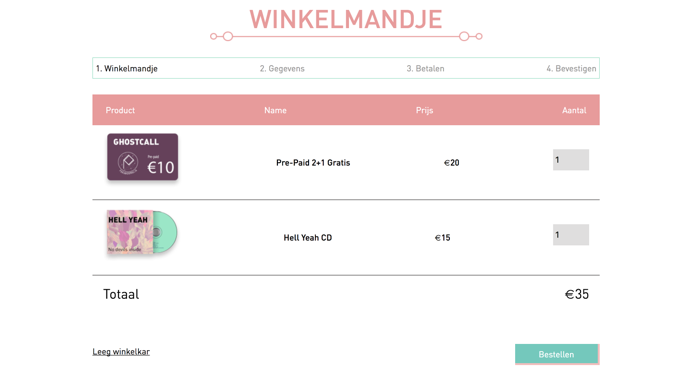 WINKELMANDJE
1. Winkelmandje 2. Gegevens 3. Betalen 4. Bevestigen
Product Name Prijs Aantal
GHOSTCALL
Pre paid
€10
Pre-Paid 2+1 Gratis €20 1
HELL YEAH
Hell Yeah CD €15 1
Totaal €35
Leeg winkelkar Bestellen